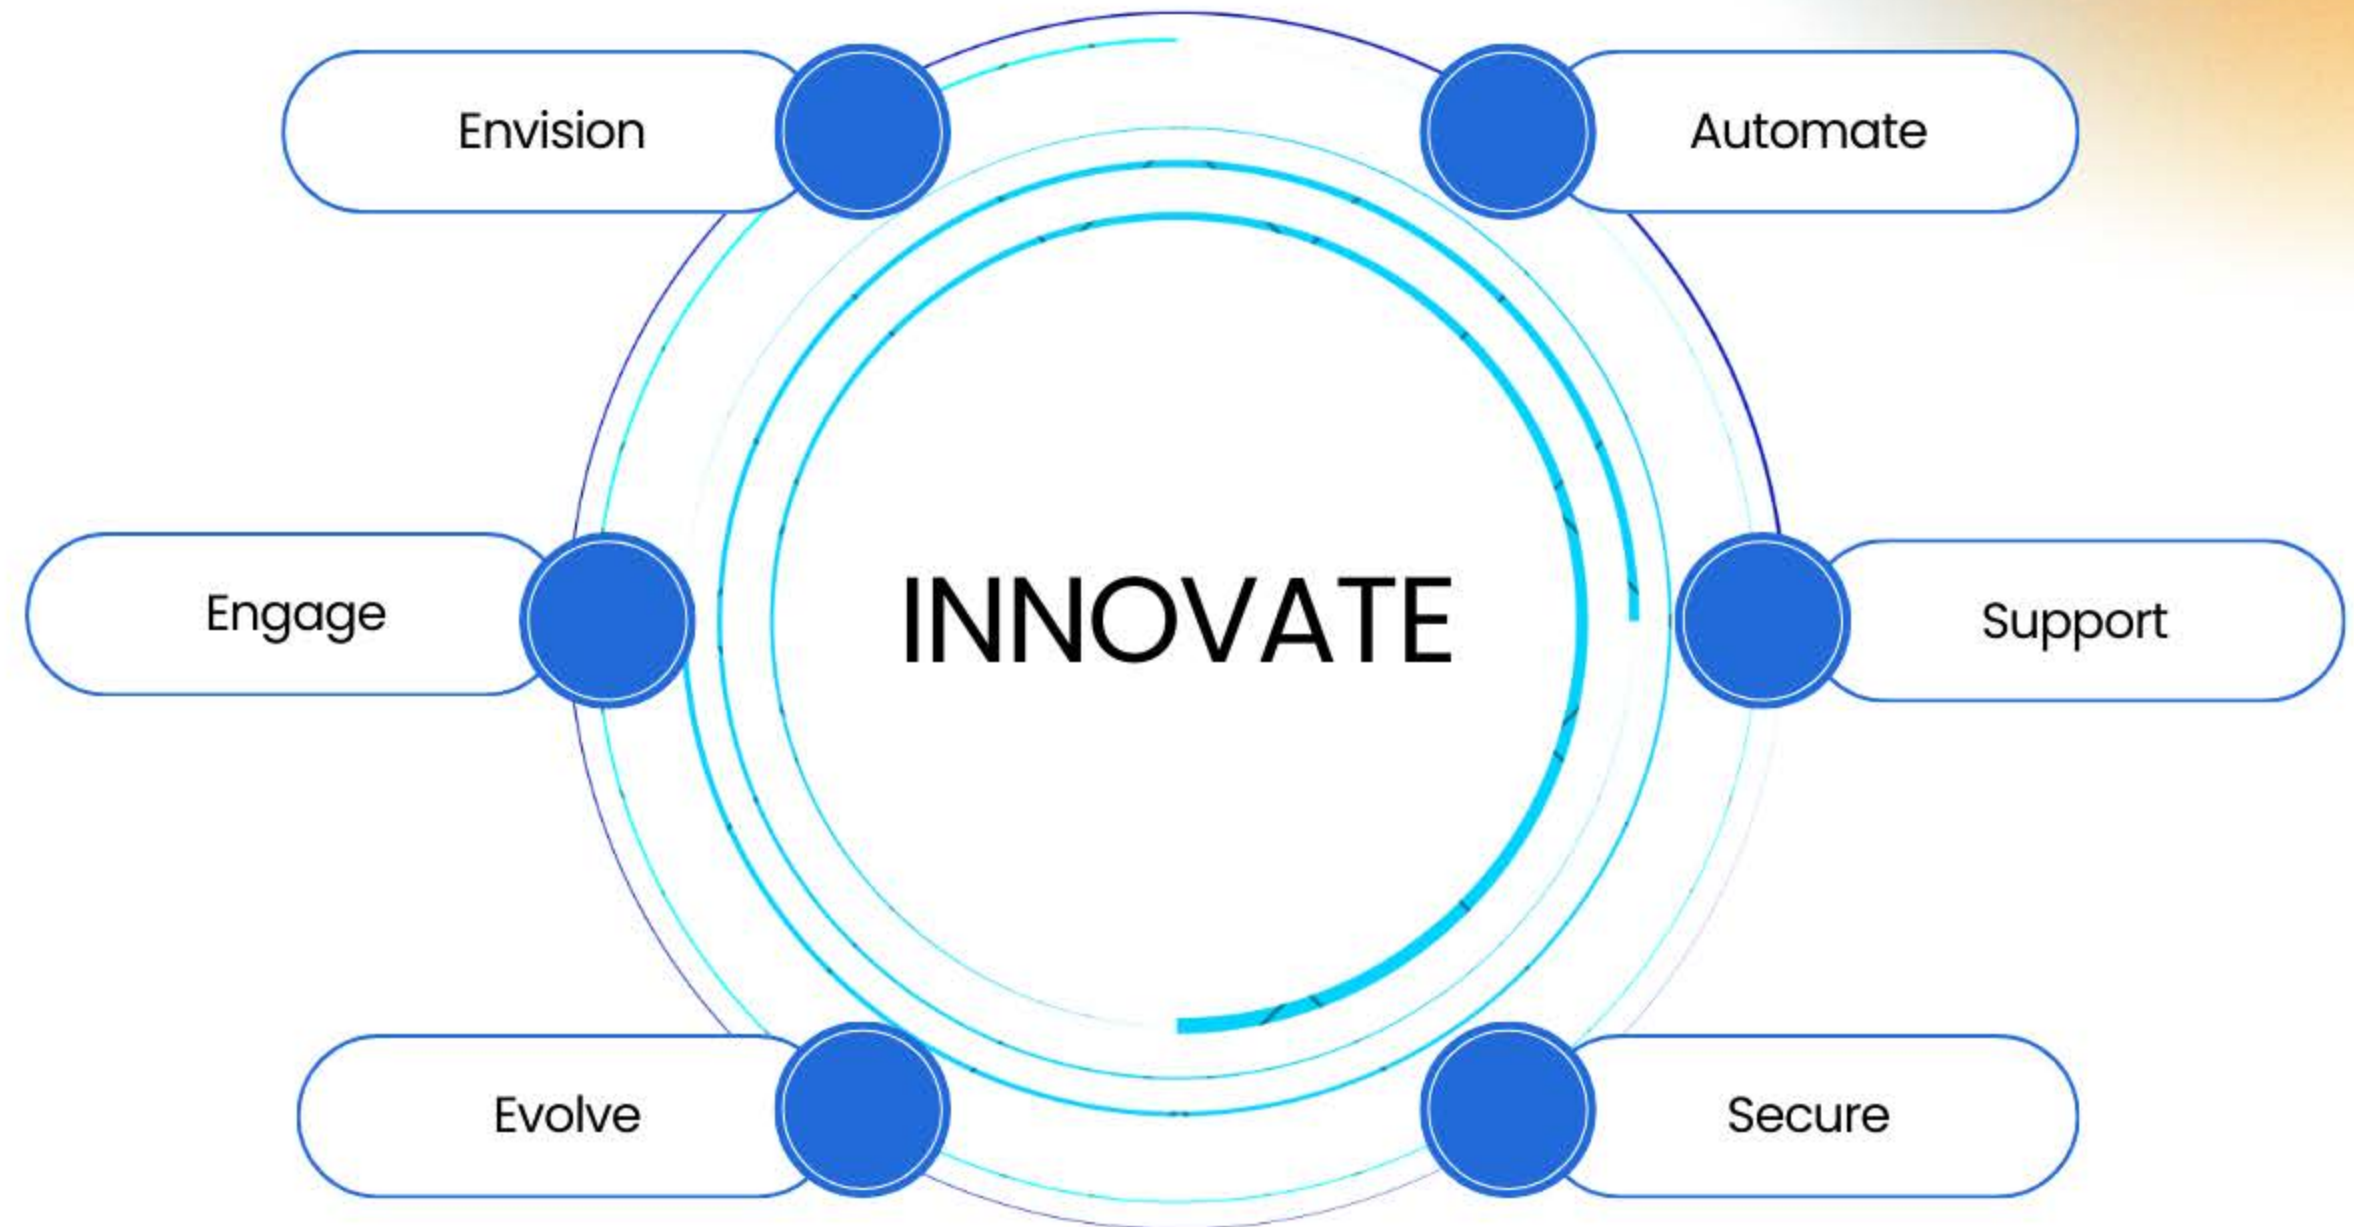 Envision
Automate
Engage
INNOVATE
Support
Evolve
Secure